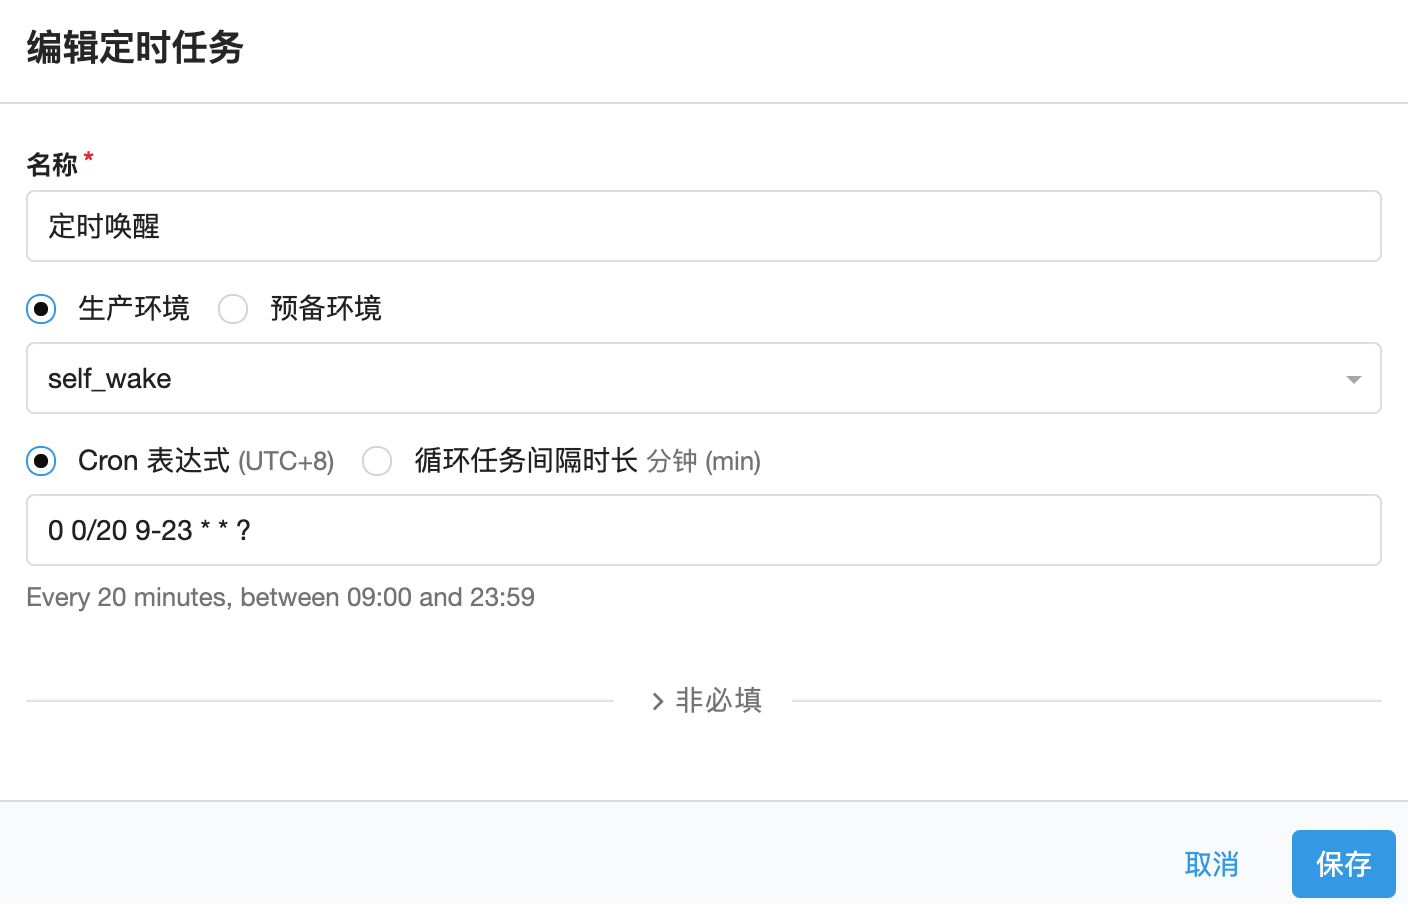 编辑定时任务
名称 *
定时唤醒
生产环境 预备环境
self_wake
Cron 表达式 (UTC+8) 循环任务间隔时长 分钟 (min)
0 0/20 9-23 * * ?
Every 20 minutes, between 09:00 and 23:59
非必填
取消 保存